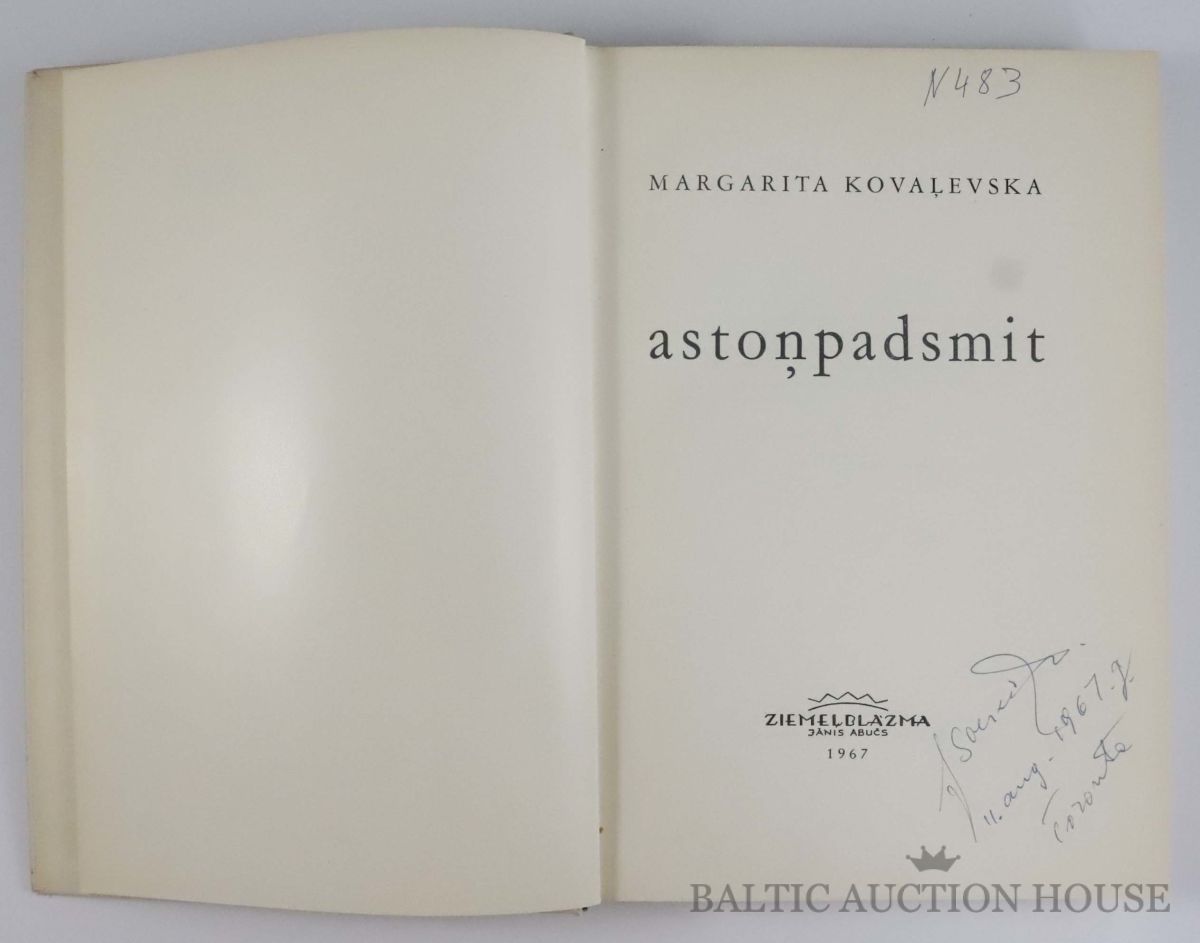 N483
MARGARITA KOVAĻEVSKA
astoņpadsmit
ZIEMEĻBLĀZMA
JĀNIS ABUČS
1967
11. aug. 1967. g.
Toronto
BALTIC AUCTION HOUSE